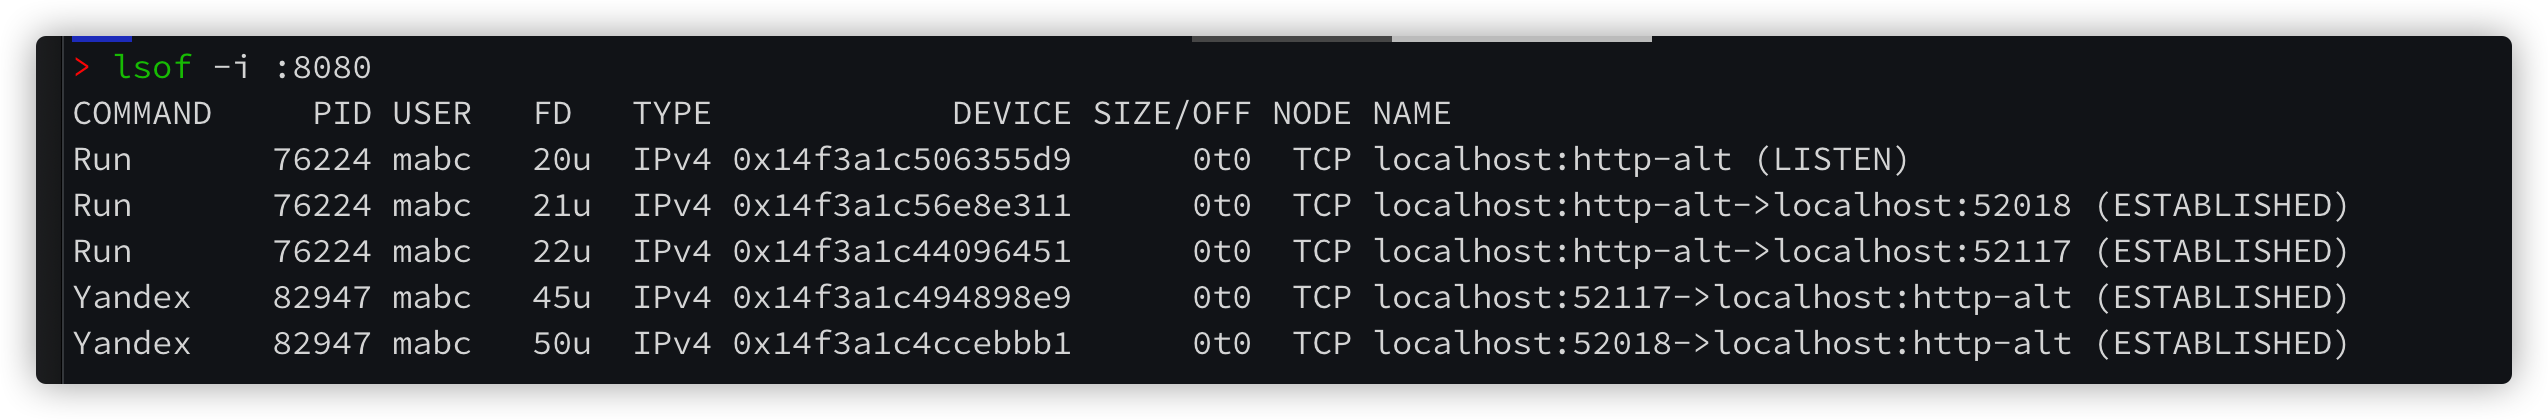 > lsof -i :8080
COMMAND     PID USER   FD   TYPE             DEVICE SIZE/OFF NODE NAME
Run       76224 mabc   20u  IPv4 0x14f3a1c506355d9      0t0  TCP localhost:http-alt (LISTEN)
Run       76224 mabc   21u  IPv4 0x14f3a1c56e8e311      0t0  TCP localhost:http-alt->localhost:52018 (ESTABLISHED)
Run       76224 mabc   22u  IPv4 0x14f3a1c44096451      0t0  TCP localhost:http-alt->localhost:52117 (ESTABLISHED)
Yandex    82947 mabc   45u  IPv4 0x14f3a1c494898e9      0t0  TCP localhost:52117->localhost:http-alt (ESTABLISHED)
Yandex    82947 mabc   50u  IPv4 0x14f3a1c4ccebbb1      0t0  TCP localhost:52018->localhost:http-alt (ESTABLISHED)